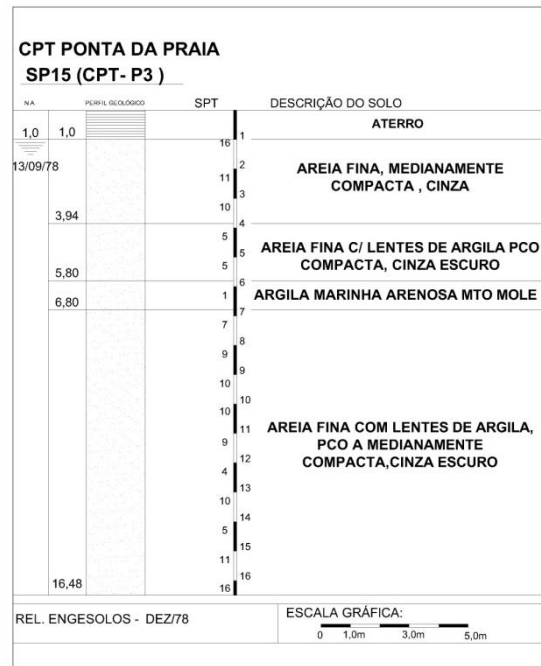 CPT PONTA DA PRAIA
SP15 (CPT- P3 )
NA PERFIL GEOLÓGICO SPT DESCRIÇÃO DO SOLO
ATERRO
1,0 1,0 1
16
13/09/78 2
11 AREIA FINA, MEDIANAMENTE
COMPACTA , CINZA
3
10
3,94 4
5
AREIA FINA C/ LENTES DE ARGILA PCO
5
5 COMPACTA, CINZA ESCURO
5,80 6
1 ARGILA MARINHA ARENOSA MTO MOLE
6,80 7
7
8
9
9
10
10
10
11 AREIA FINA COM LENTES DE ARGILA,
9 PCO A MEDIANAMENTE
12 COMPACTA,CINZA ESCURO
4
13
10
14
5
15
11
16
16,48 16
REL. ENGESOLOS - DEZ/78
ESCALA GRÁFICA:
0 1,0m 3,0m 5,0m